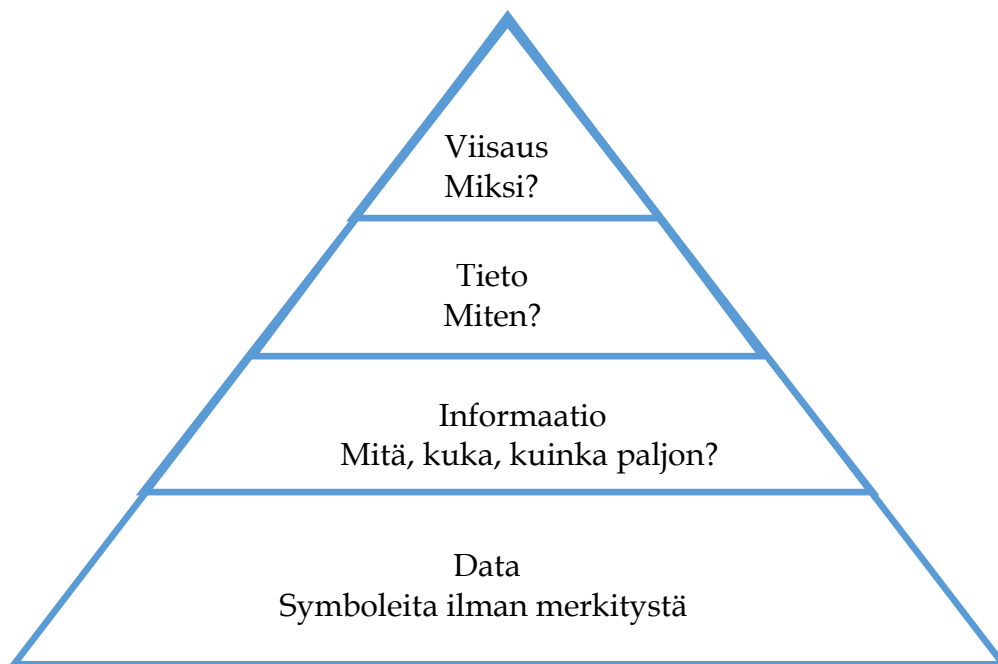 Viisaus
Miksi?
Tieto
Miten?
Informaatio
Mitä, kuka, kuinka paljon?
Data
Symboleita ilman merkitystä